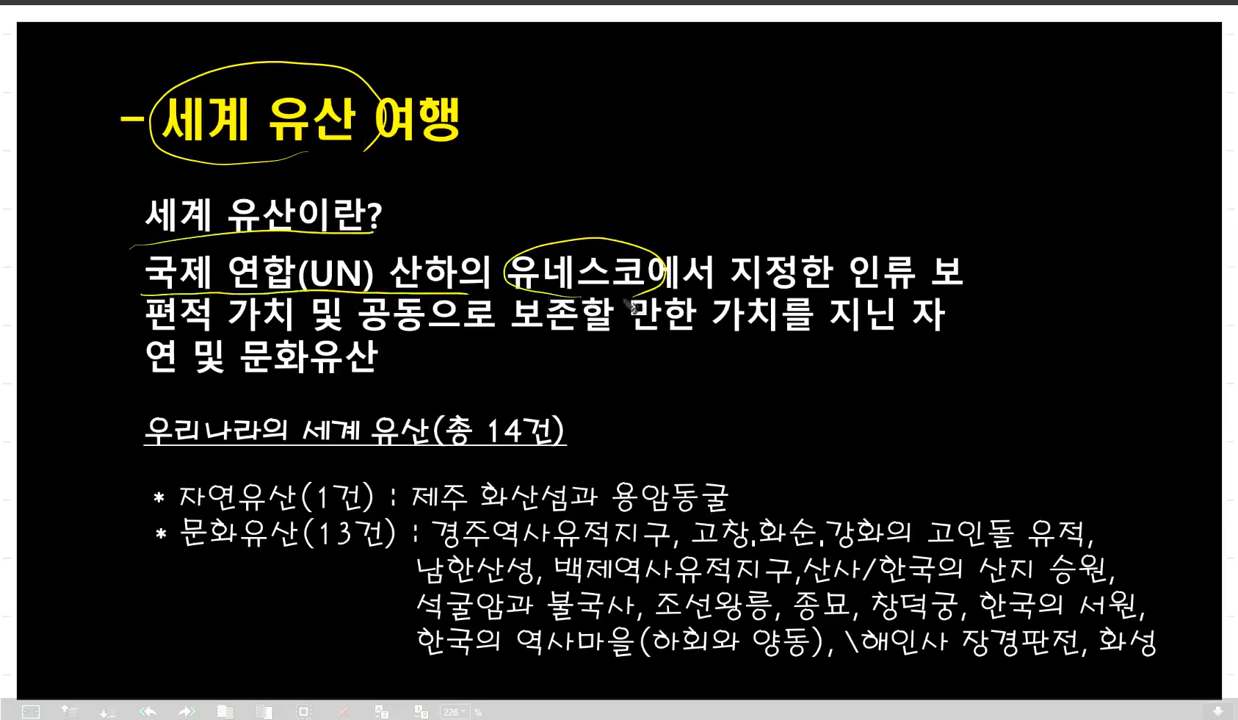 - 세계 유산 여행
세계 유산이란?
국제 연합(UN) 산하의 유네스코에서 지정한 인류 보
편적 가치 및 공동으로 보존할 만한 가치를 지닌 자
연 및 문화유산
우리나라의 세계 유산(총 14건)
* 자연유산(1건) : 제주 화산섬과 용암동굴
* 문화유산(13건) : 경주역사유적지구, 고창,화순,강화의 고인돌 유적,
남한산성, 백제역사유적지구,산사/한국의 산지 승원,
석굴암과 불국사, 조선왕릉, 종묘, 창덕궁, 한국의 서원,
한국의 역사마을(하회와 양동), \해인사 장경판전, 화성
226 %